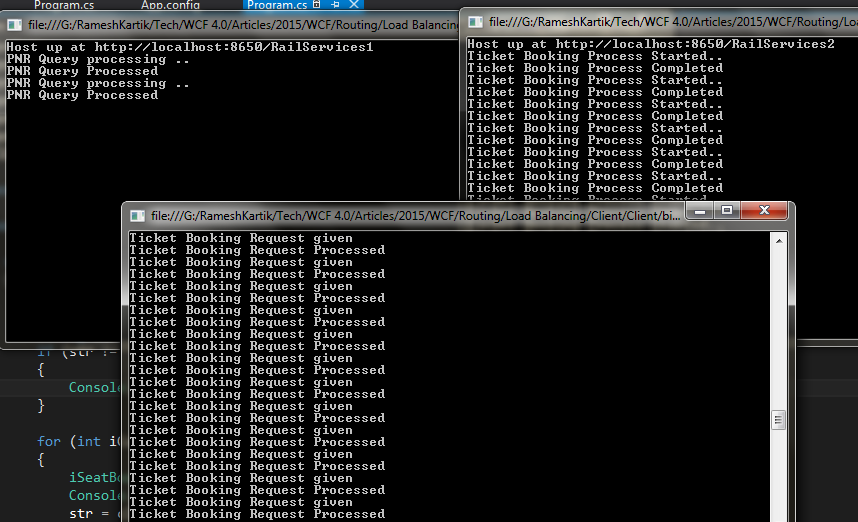 Program.cs App.config Program.cs
file:///G:/RameshKartik/Tech/WCF 4.0/Articles/2015/WCF/Routing/Load Balancing
Host up at http://localhost:8650/RailServices1
PNR Query processing ..
PNR Query Processed
PNR Query processing ..
PNR Query Processed
file:///G:/RameshKartik/Tech/WCF 4.0/Articles/2015/WCF/Routing/Loa
Host up at http://localhost:8650/RailServices2
Ticket Booking Process Started..
Ticket Booking Process Completed
Ticket Booking Process Started..
Ticket Booking Process Completed
Ticket Booking Process Started..
Ticket Booking Process Completed
Ticket Booking Process Started..
Ticket Booking Process Completed
Ticket Booking Process Started..
Ticket Booking Process Completed
Ticket Booking Process Started..
Ticket Booking Process Completed
Ticket Booking Process Started..
file:///G:/RameshKartik/Tech/WCF 4.0/Articles/2015/WCF/Routing/Load Balancing/Client/Client/bi...
Ticket Booking Request given
Ticket Booking Request Processed
Ticket Booking Request given
Ticket Booking Request Processed
Ticket Booking Request given
Ticket Booking Request Processed
Ticket Booking Request given
Ticket Booking Request Processed
Ticket Booking Request given
Ticket Booking Request Processed
Ticket Booking Request given
Ticket Booking Request Processed
Ticket Booking Request given
Ticket Booking Request Processed
Ticket Booking Request given
Ticket Booking Request Processed
Ticket Booking Request given
Ticket Booking Request Processed
Ticket Booking Request given
Ticket Booking Request Processed
Ticket Booking Request given
Ticket Booking Request Processed
Ticket Booking Request given
Ticket Booking Request Processed
if (str !=
{
Console
}
for (int i
{
iSeatBo
Console
str =